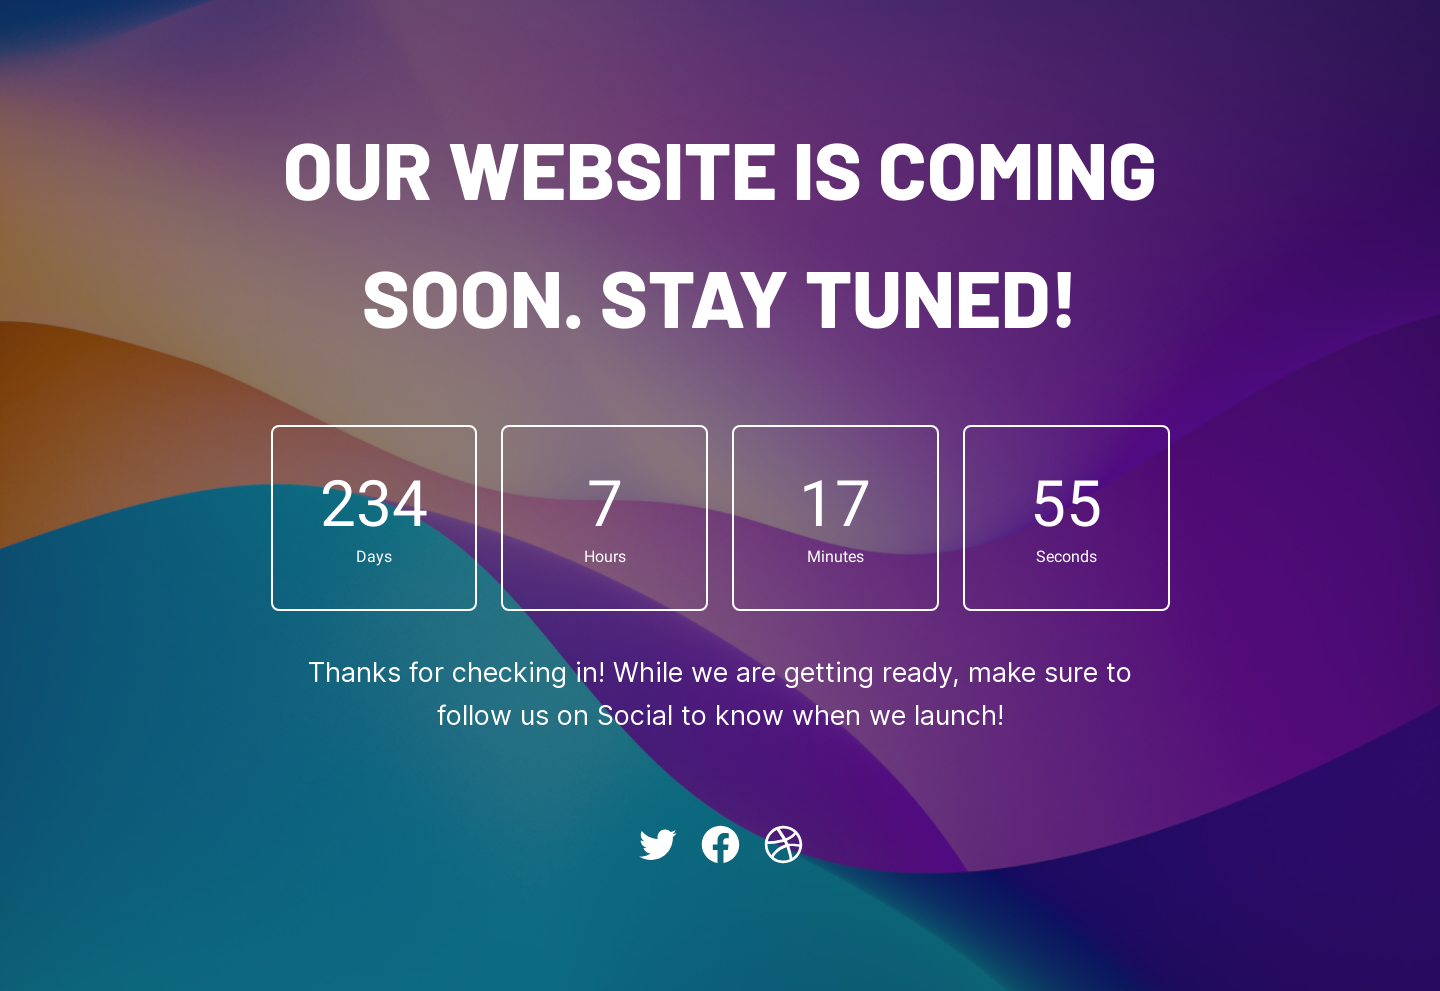 OUR WEBSITE IS COMING
SOON. STAY TUNED!
234
Days
7
Hours
17
Minutes
55
Seconds
Thanks for checking in! While we are getting ready, make sure to
follow us on Social to know when we launch!